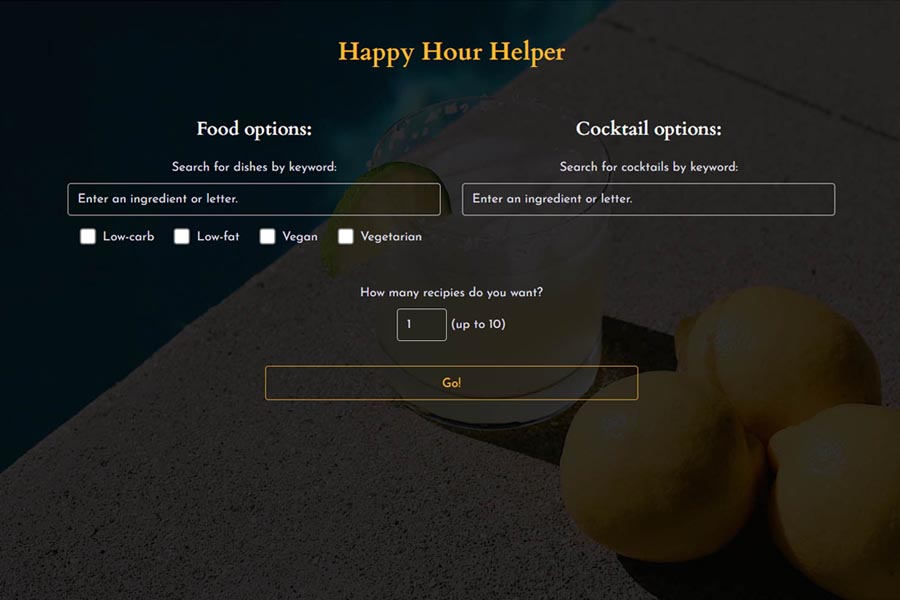 Happy Hour Helper
Food options:
Search for dishes by keyword:
Enter an ingredient or letter.
Low-carb Low-fat Vegan Vegetarian
Cocktail options:
Search for cocktails by keyword:
Enter an ingredient or letter.
How many recipies do you want?
1 (up to 10)
Go!